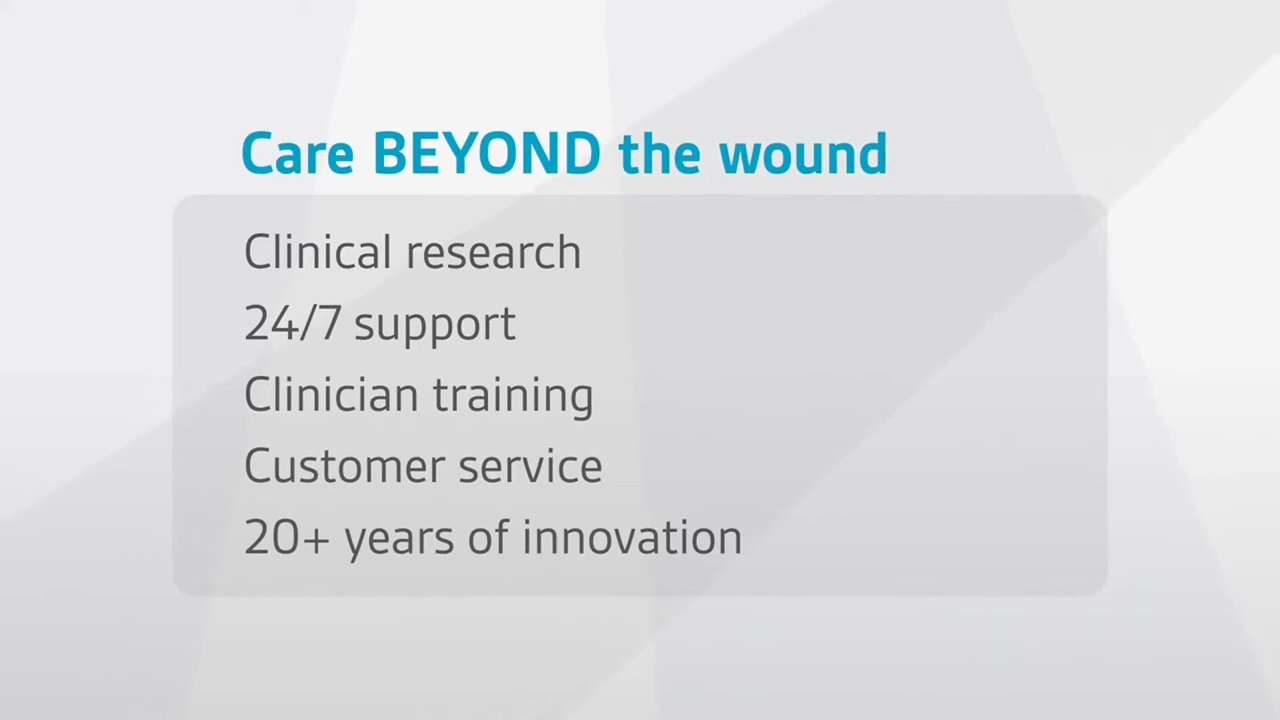 Care BEYOND the wound
Clinical research
24/7 support
Clinician training
Customer service
20+ years of innovation